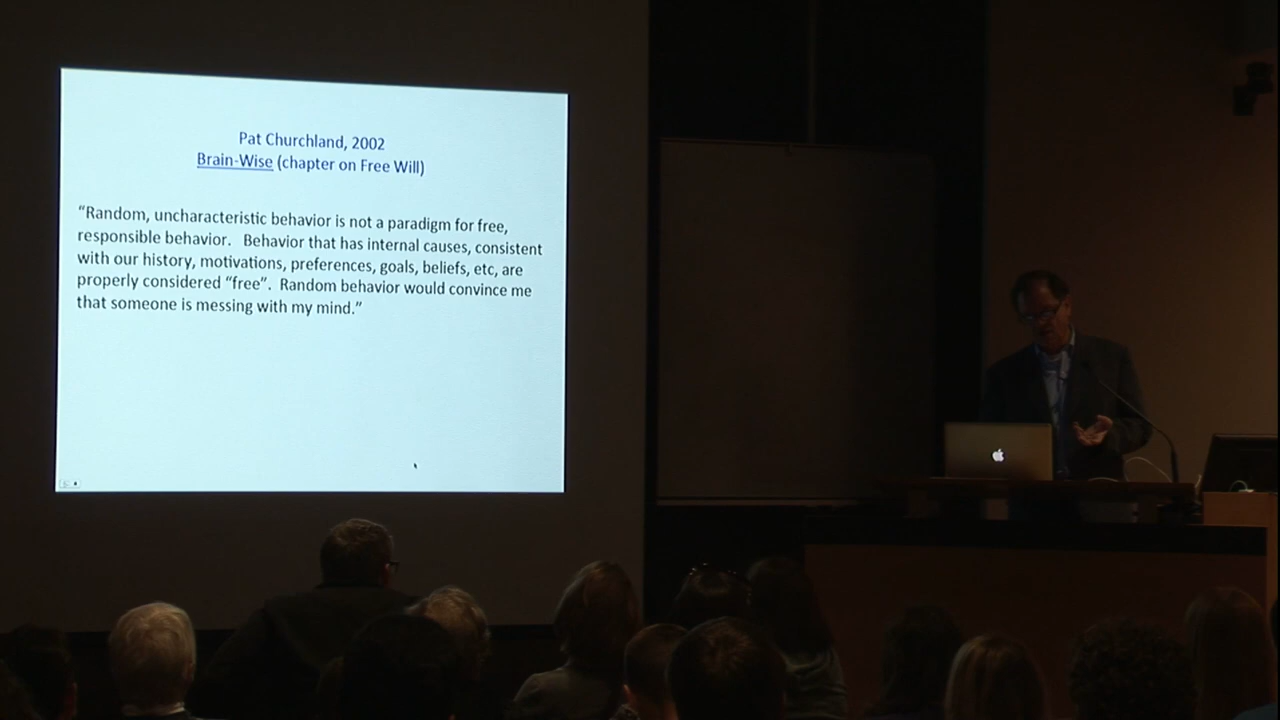 Pat Churchland, 2002
Brain-Wise (chapter on Free Will)
“Random, uncharacteristic behavior is not a paradigm for free,
responsible behavior. Behavior that has internal causes, consistent
with our history, motivations, preferences, goals, beliefs, etc, are
properly considered “free”. Random behavior would convince me
that someone is messing with my mind.”